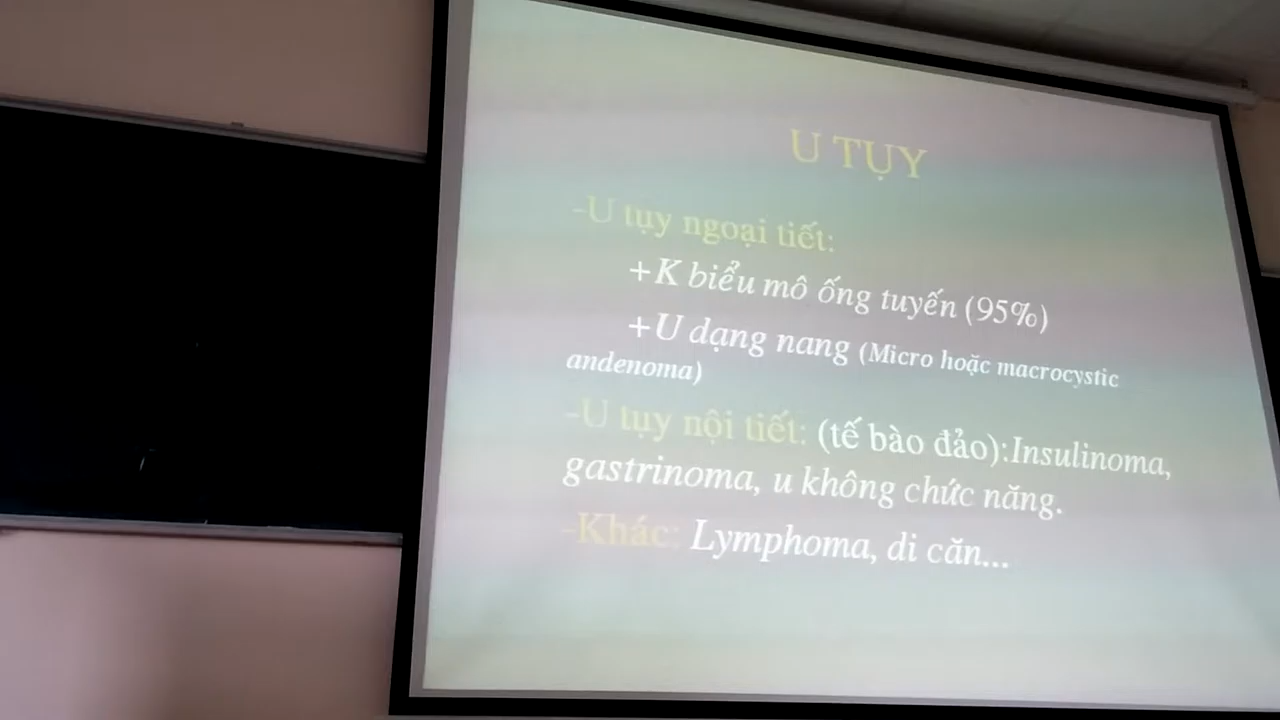 U TỤY
-U tụy ngoại tiết:
+K biểu mô ống tuyến (95%)
+U dạng nang (Micro hoặc macrocystic
andenoma)
-U tụy nội tiết: (tế bào đảo):Insulinoma,
gastrinoma, u không chức năng.
-Khác: Lymphoma, di căn...